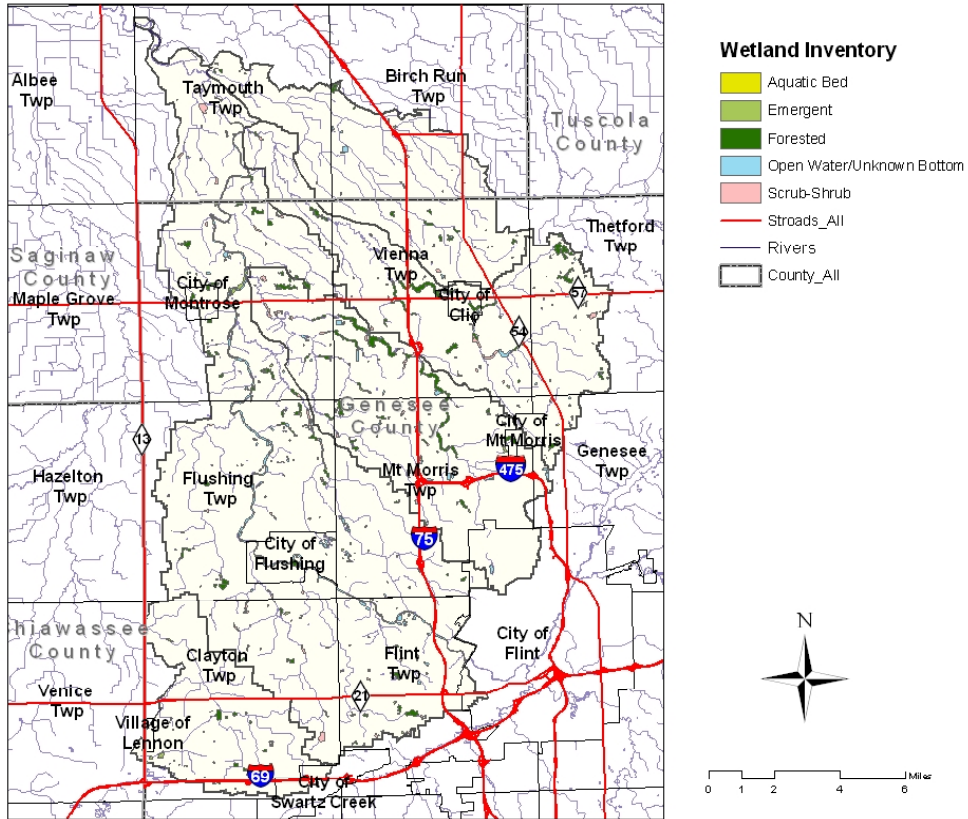 Albee
Twp
Taymouth
Twp
Birch Run
Twp
Tuscola
County
Thetford
Twp
Saginaw
County
Maple Grove
Twp
City of
Montrose
Vienna
Twp
City of
Clio
57
54
Genesee
County
City of
Mt Morris
13
Hazelton
Twp
Flushing
Twp
Mt Morris
Twp
475
Genesee
Twp
75
City of
Flushing
hiawassee
County
Clayton
Twp
Flint
Twp
City of
Flint
Venice
Twp
21
Village of
Lennon
69
City of
Swartz Creek
Wetland Inventory
Aquatic Bed
Emergent
Forested
Open Water/Unknown Bottom
Scrub-Shrub
Stroads_All
Rivers
County_All
N
0 1 2 4 6 Miles